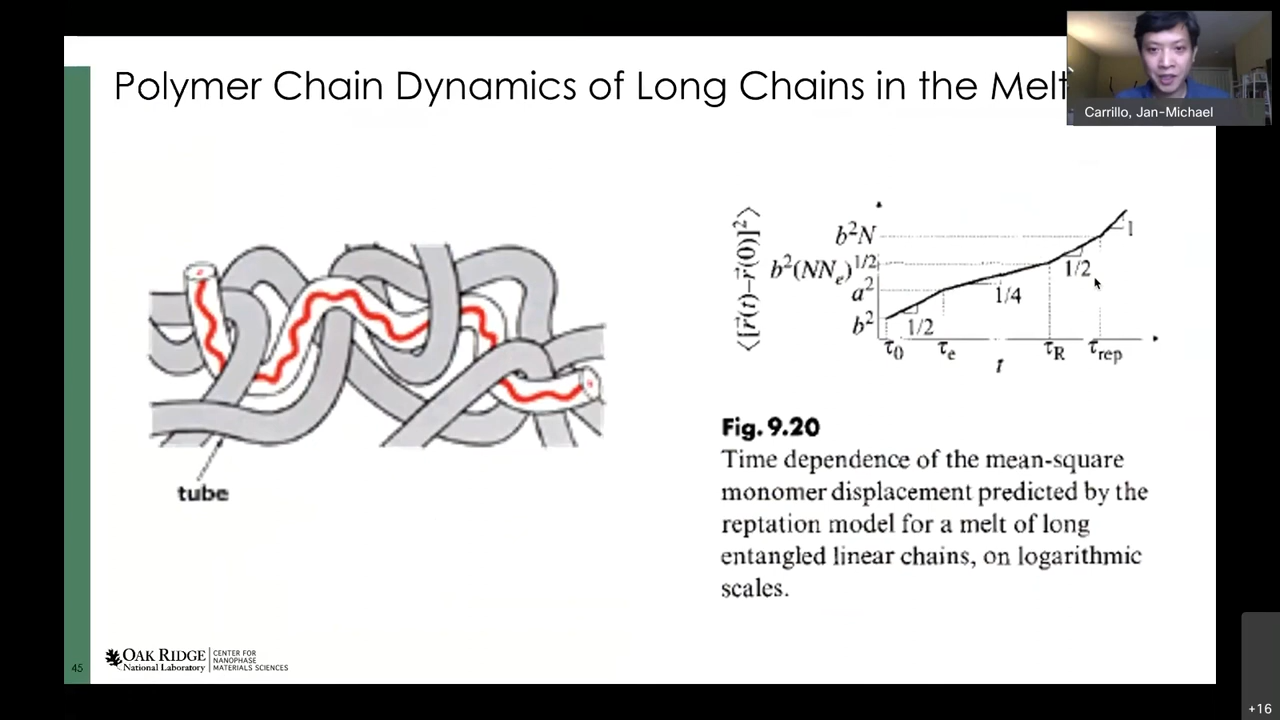 Polymer Chain Dynamics of Long Chains in the Melt
Carrillo, Jan-Michael
tube
⟨[r⃗(t)−r⃗(0)]²⟩
b²N
b²(NNₑ)¹/²
a²
b²
1/2
1/4
1/2
1
τ₀
τₑ
τR
τrep
t
Fig. 9.20
Time dependence of the mean-square
monomer displacement predicted by the
reptation model for a melt of long
entangled linear chains, on logarithmic
scales.
45
OAK RIDGE
National Laboratory
CENTER FOR
NANOPHASE
MATERIALS SCIENCES
+16